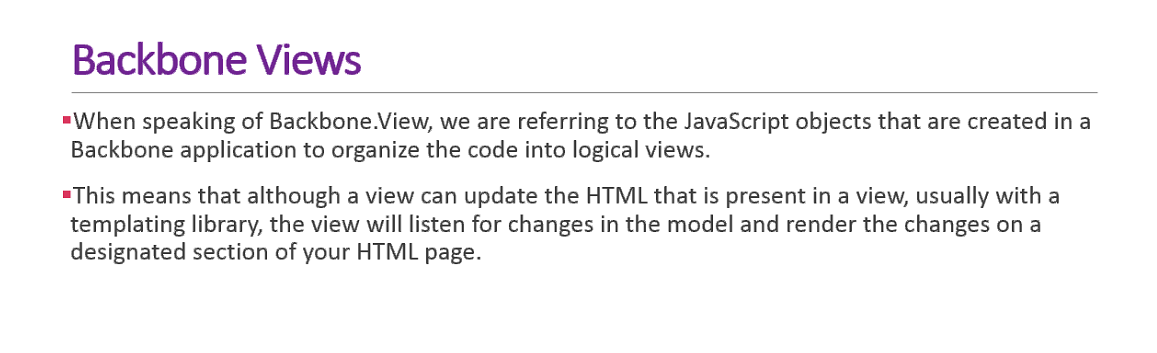 Backbone Views
▪When speaking of Backbone.View, we are referring to the JavaScript objects that are created in a
Backbone application to organize the code into logical views.
▪This means that although a view can update the HTML that is present in a view, usually with a
templating library, the view will listen for changes in the model and render the changes on a
designated section of your HTML page.